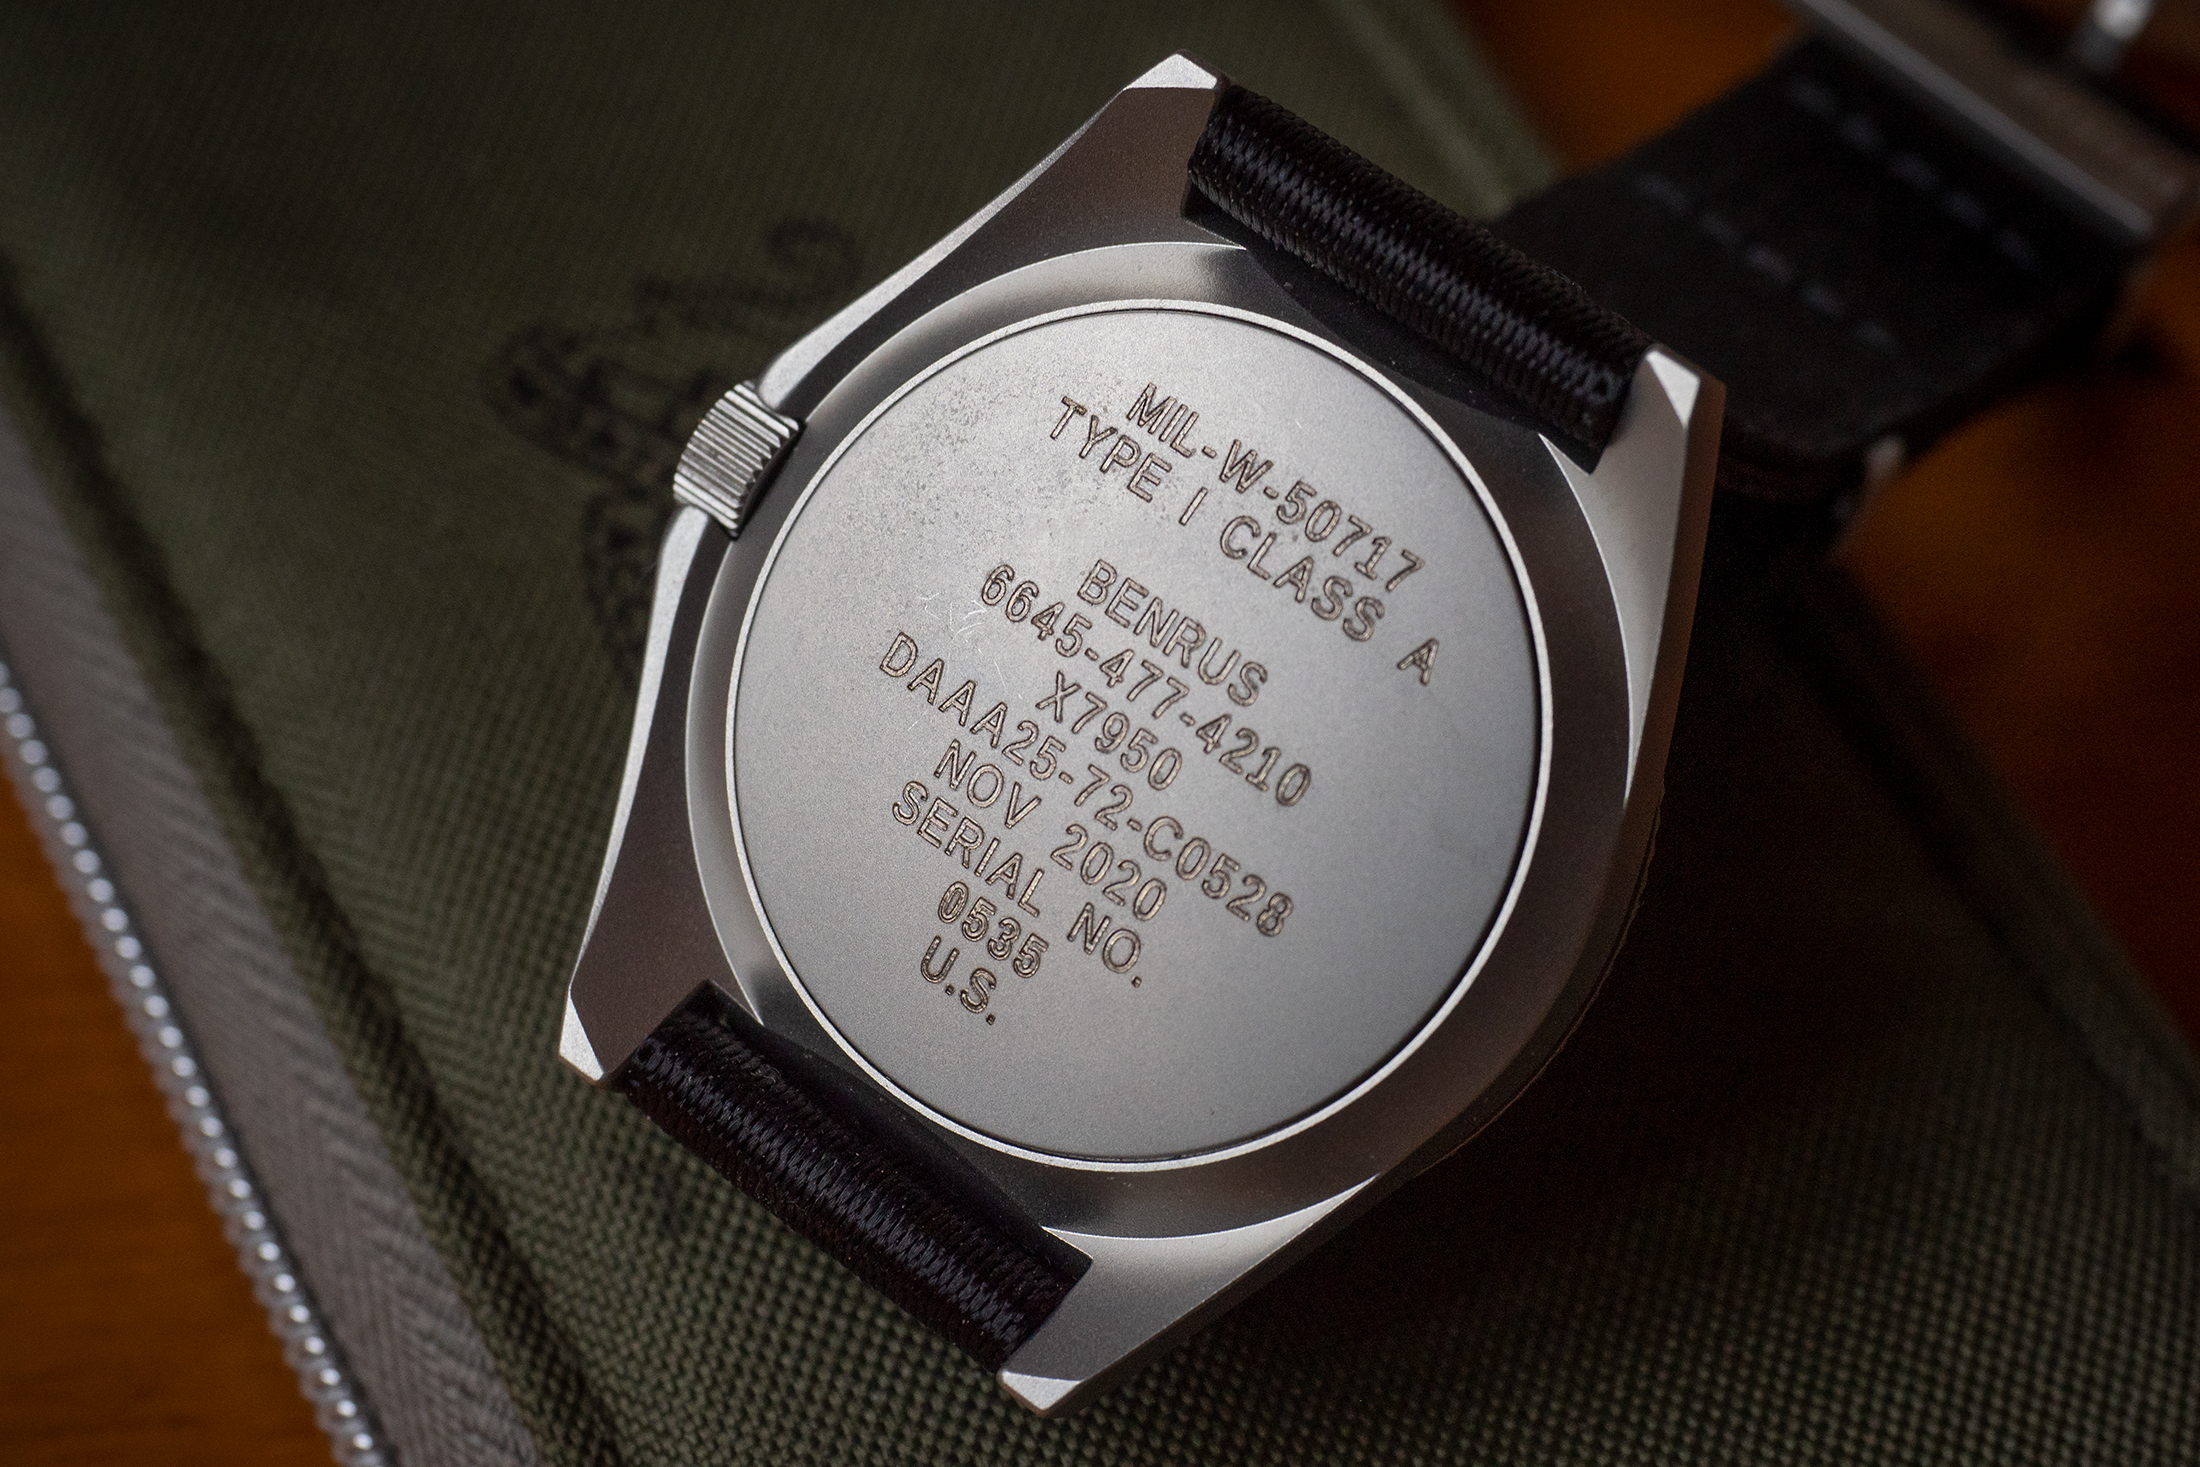 MIL-W-50717
TYPE I CLASS A
BENRUS
6645-477-4210
X7950
DAAA25-72-C0528
NOV 2020
SERIAL NO.
0535
U.S.